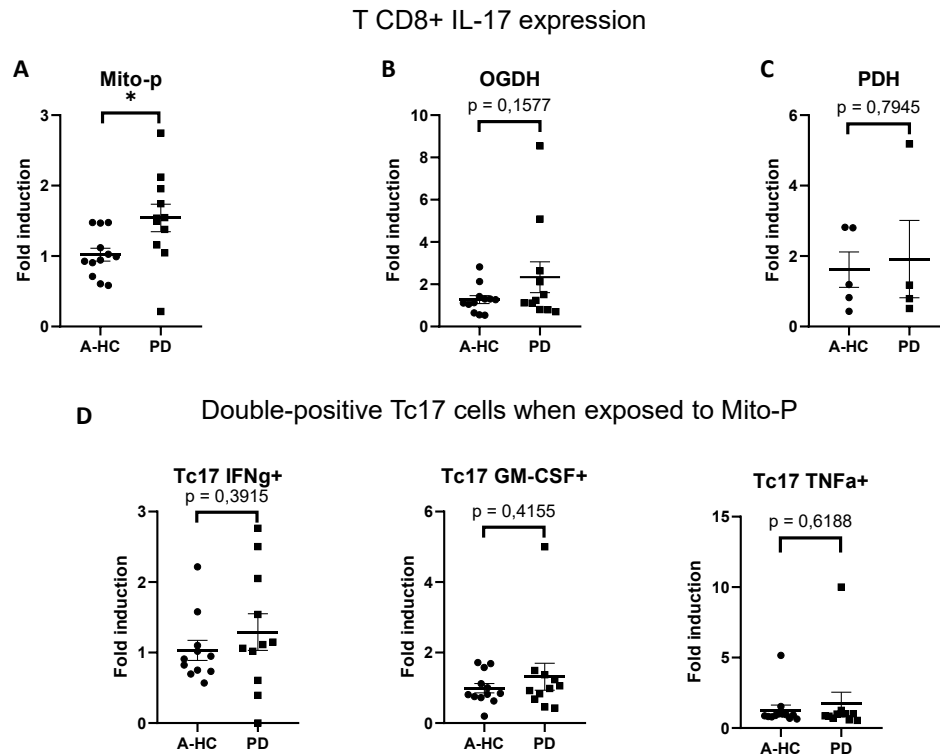 T CD8+ IL-17 expression
A
Mito-p
*
Fold induction
3
2
1
0
A-HC PD
B
OGDH
p = 0,1577
Fold induction
10
8
6
4
2
0
A-HC PD
C
PDH
p = 0,7945
Fold induction
6
4
2
0
A-HC PD
D
Double-positive Tc17 cells when exposed to Mito-P
Tc17 IFNg+
p = 0,3915
Fold induction
3
2
1
0
A-HC PD
Tc17 GM-CSF+
p = 0,4155
Fold induction
6
4
2
0
A-HC PD
Tc17 TNFa+
p = 0,6188
Fold induction
15
10
5
0
A-HC PD